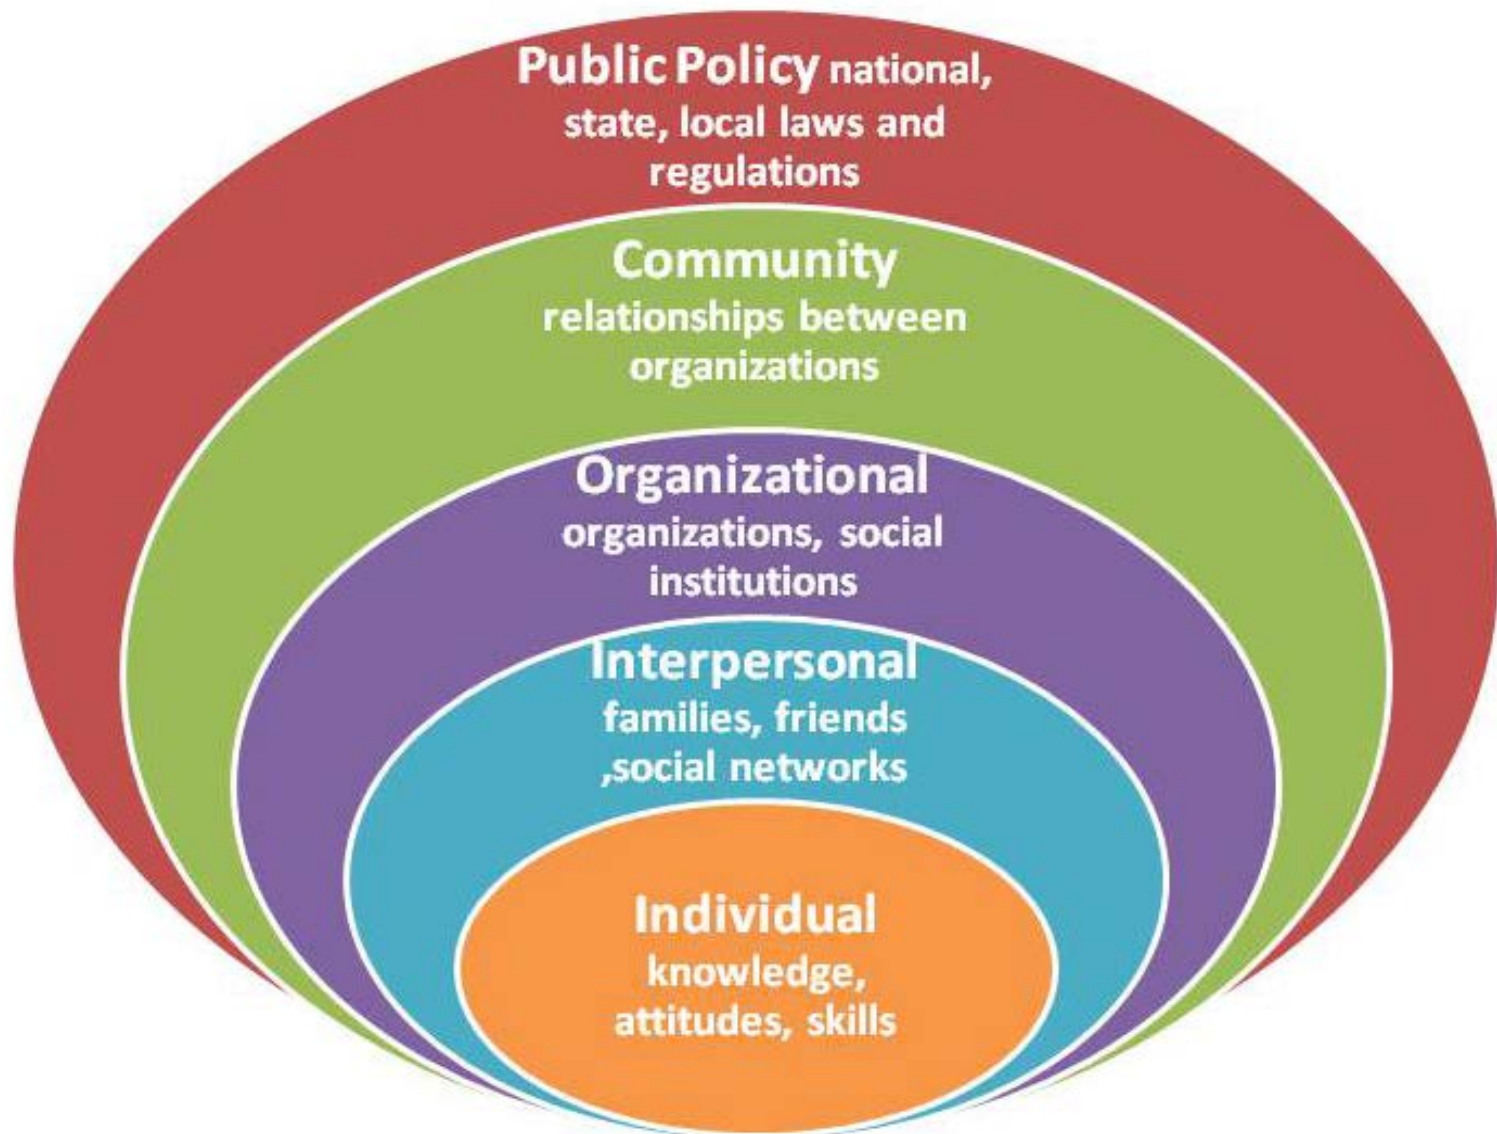 Public Policy national,
state, local laws and
regulations
Community
relationships between
organizations
Organizational
organizations, social
institutions
Interpersonal
families, friends
,social networks
Individual
knowledge,
attitudes, skills